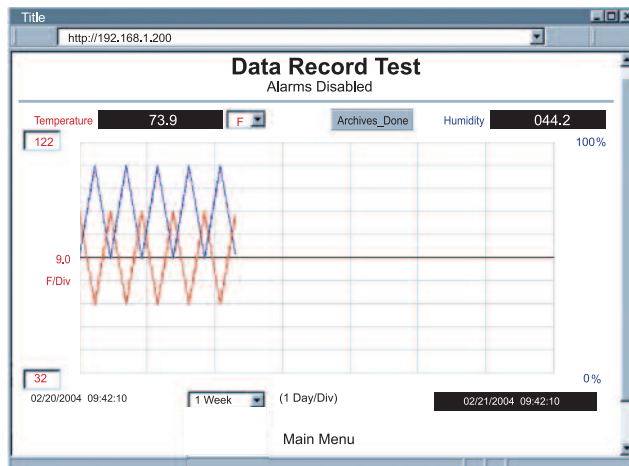 Title
http://192.168.1.200
Data Record Test
Alarms Disabled
Temperature 73.9 F Archives_Done Humidity 044.2
122 100%
9.0
F/Div
32 0%
02/20/2004 09:42:10 1 Week (1 Day/Div) 02/21/2004 09:42:10
Main Menu